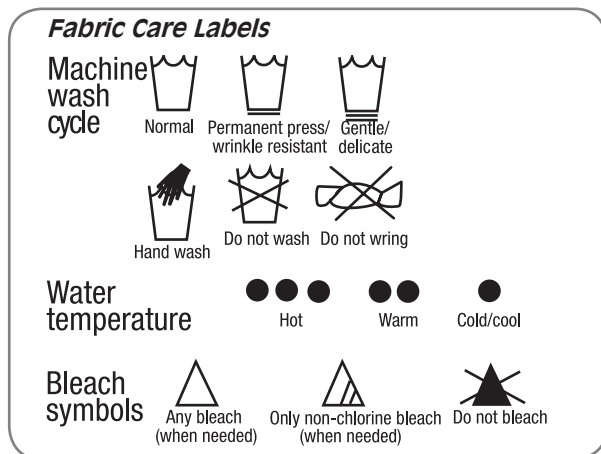 Fabric Care Labels
Machine
wash
cycle
Normal
Permanent press/
wrinkle resistant
Gentle/
delicate
Hand wash
Do not wash
Do not wring
Water
temperature
Hot
Warm
Cold/cool
Bleach
symbols
Any bleach
(when needed)
Only non-chlorine bleach
(when needed)
Do not bleach